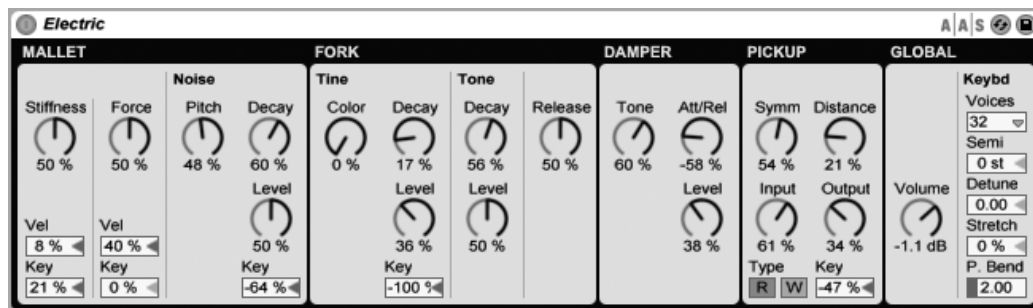 Electric
A|A|S
MALLET
FORK
DAMPER
PICKUP
GLOBAL
Noise
Tine
Tone
Keybd
Stiffness
Force
Pitch
Decay
Color
Decay
Decay
Release
Tone
Att/Rel
Symm
Distance
Voices
32
50 %
50 %
48 %
60 %
0 %
17 %
56 %
50 %
60 %
-58 %
54 %
21 %
Semi
0 st
Level
Level
Level
Level
Input
Output
Volume
Detune
0.00
Vel
Vel
50 %
36 %
50 %
38 %
61 %
34 %
-1.1 dB
Stretch
0 %
8 %
40 %
Key
Key
Key
Key
Type
Key
P. Bend
21 %
0 %
-64 %
-100 %
R
W
-47 %
2.00